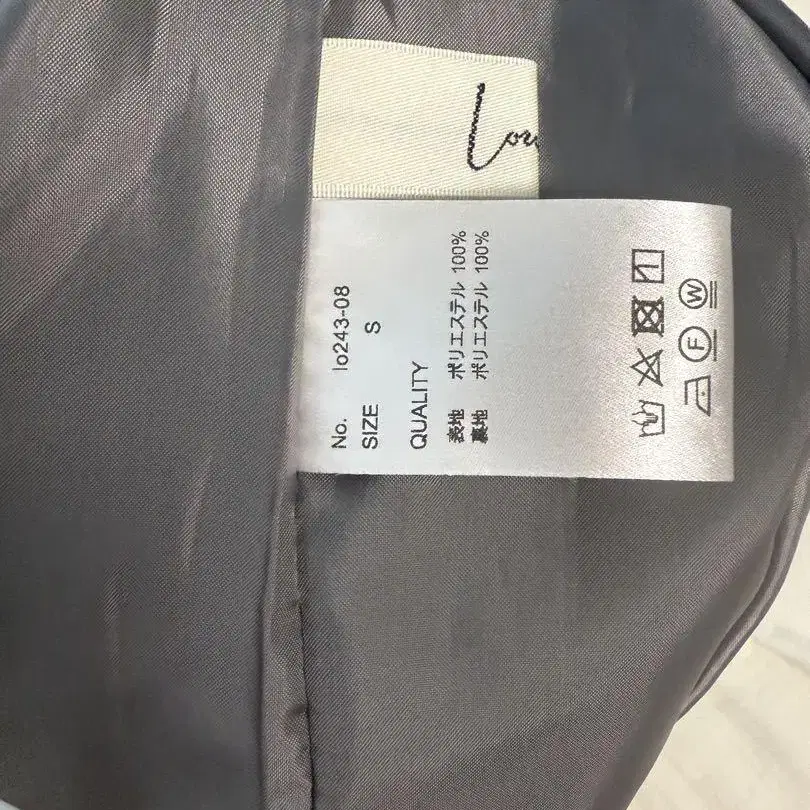 No. lo243-08
SIZE S
QUALITY
表地 ポリエステル 100%
裏地 ポリエステル 100%
F W